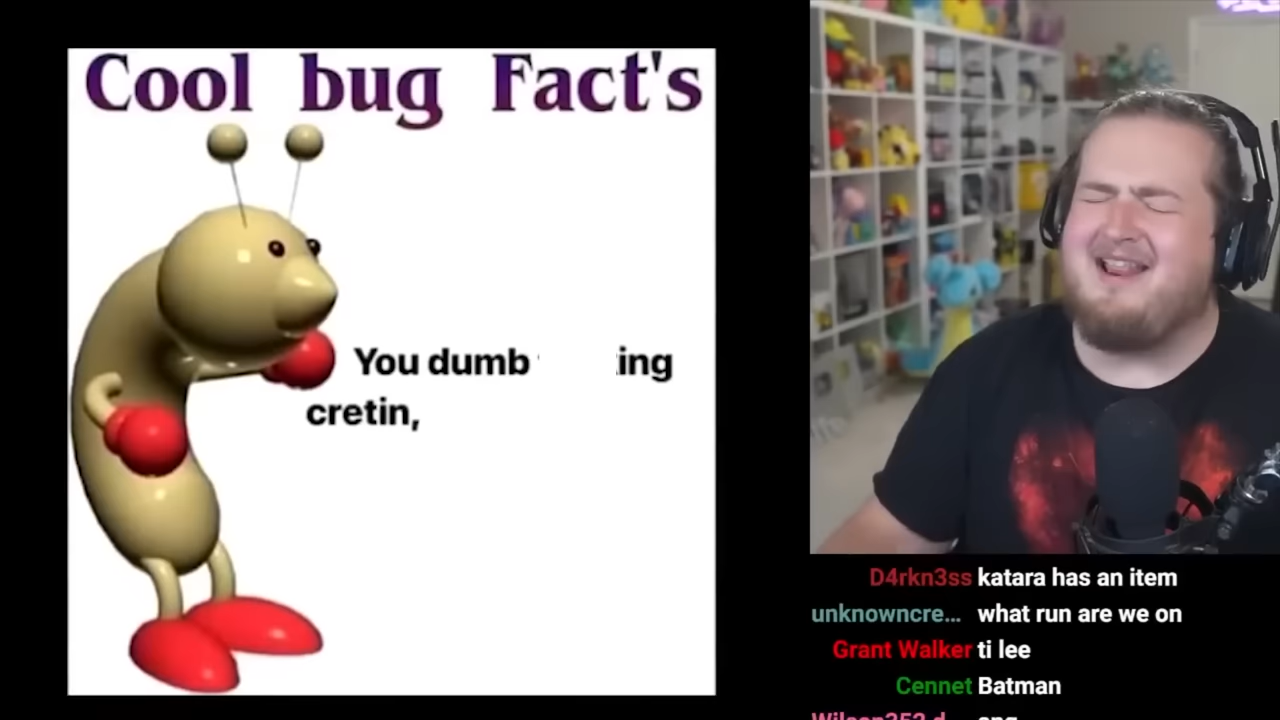 Cool bug Fact's
You dumb ing
cretin,
D4rkn3ss katara has an item
unknowncre... what run are we on
Grant Walker ti lee
Cennet Batman